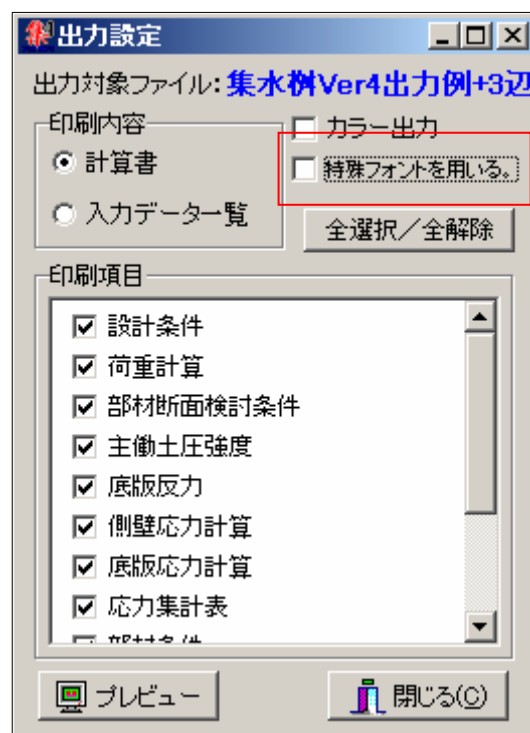 出力設定
出力対象ファイル：集水桝Ver4出力例+3辺
印刷内容
カラー出力
計算書
特殊フォントを用いる。
入力データ一覧
全選択／全解除
印刷項目
設計条件
荷重計算
部材断面検討条件
主働土圧強度
底版反力
側壁応力計算
底版応力計算
応力集計表
プレビュー
閉じる(C)